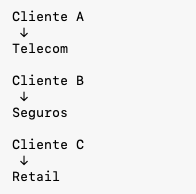 Cliente A
↓
Telecom
Cliente B
↓
Seguros
Cliente C
↓
Retail